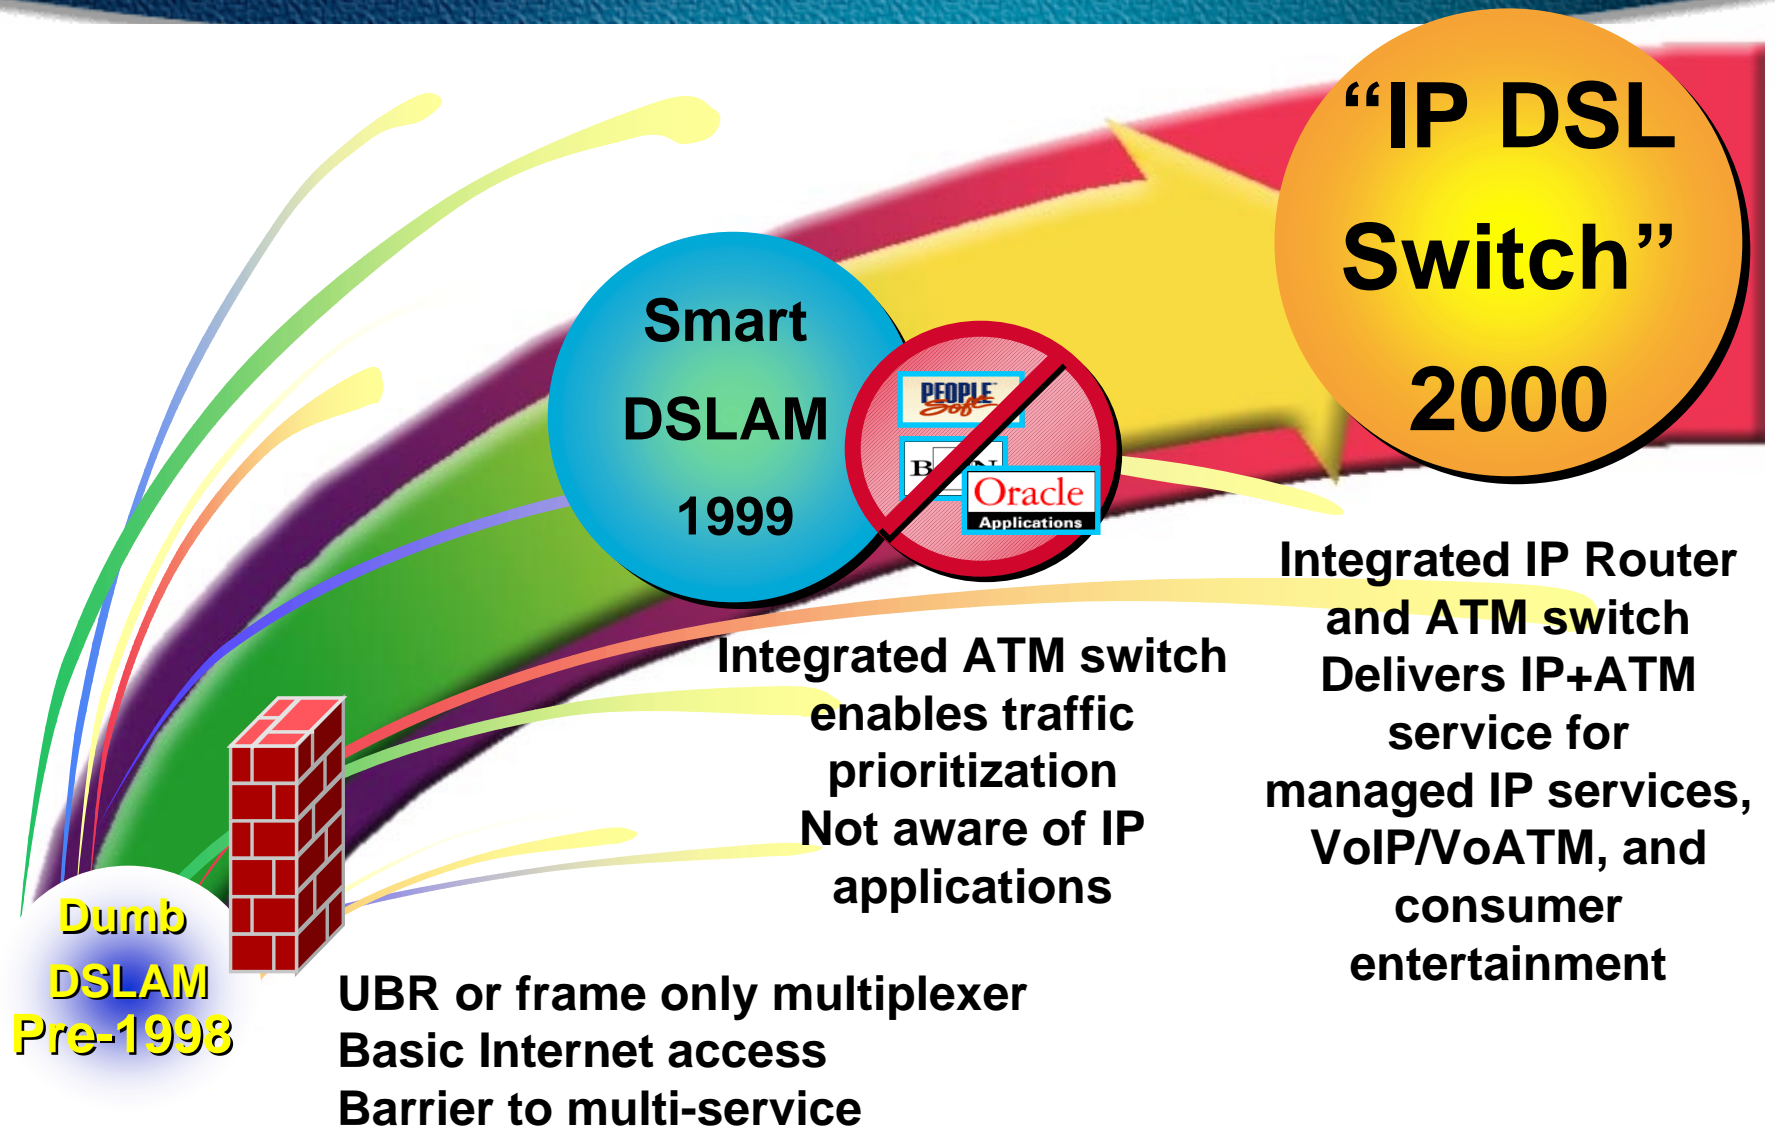 “IP DSL
Switch”
2000
Smart
DSLAM
1999
PEOPLE
Soft
Oracle
Applications
Integrated IP Router
and ATM switch
Delivers IP+ATM
service for
managed IP services,
VoIP/VoATM, and
consumer
entertainment
Integrated ATM switch
enables traffic
prioritization
Not aware of IP
applications
Dumb
DSLAM
Pre-1998
UBR or frame only multiplexer
Basic Internet access
Barrier to multi-service